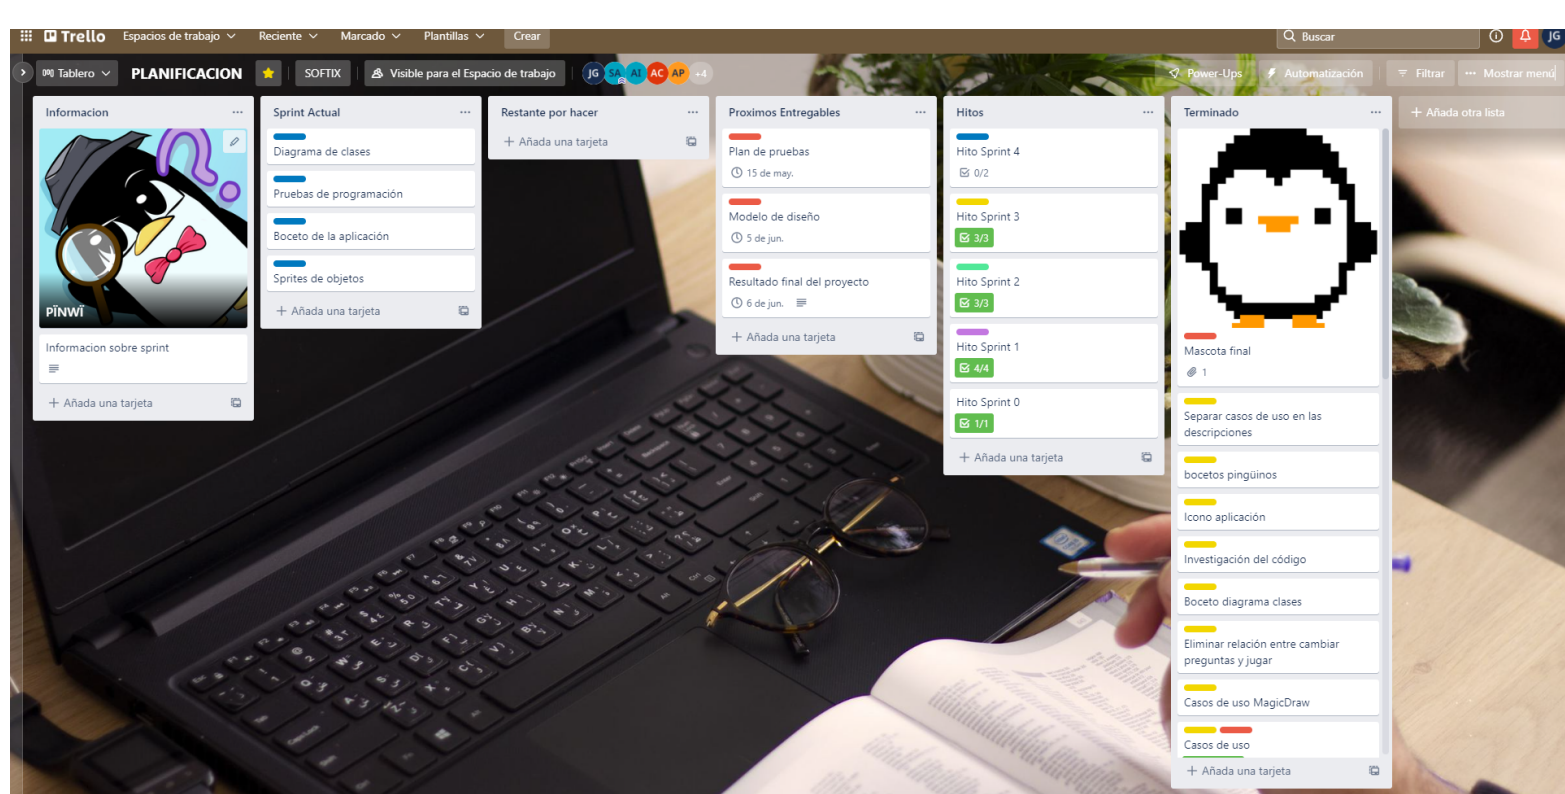 Trello Espacios de trabajo Reciente Marcado Plantillas Crear Buscar JG
Tablero PLANIFICACION SOFTIX Visible para el Espacio de trabajo JG SA AI AC AP +4 Power-Ups Automatización Filtrar Mostrar menú
Informacion
PÏNWÏ
Informacion sobre sprint
+ Añada una tarjeta
Sprint Actual
Diagrama de clases
Pruebas de programación
Boceto de la aplicación
Sprites de objetos
+ Añada una tarjeta
Restante por hacer
+ Añada una tarjeta
Proximos Entregables
Plan de pruebas
15 de may.
Modelo de diseño
5 de jun.
Resultado final del proyecto
6 de jun.
+ Añada una tarjeta
Hitos
Hito Sprint 4
0/2
Hito Sprint 3
3/3
Hito Sprint 2
3/3
Hito Sprint 1
4/4
Hito Sprint 0
1/1
+ Añada una tarjeta
Terminado
Mascota final
1
Separar casos de uso en las
descripciones
bocetos pingüinos
Icono aplicación
Investigación del código
Boceto diagrama clases
Eliminar relación entre cambiar
preguntas y jugar
Casos de uso MagicDraw
Casos de uso
+ Añada una tarjeta
+ Añada otra lista